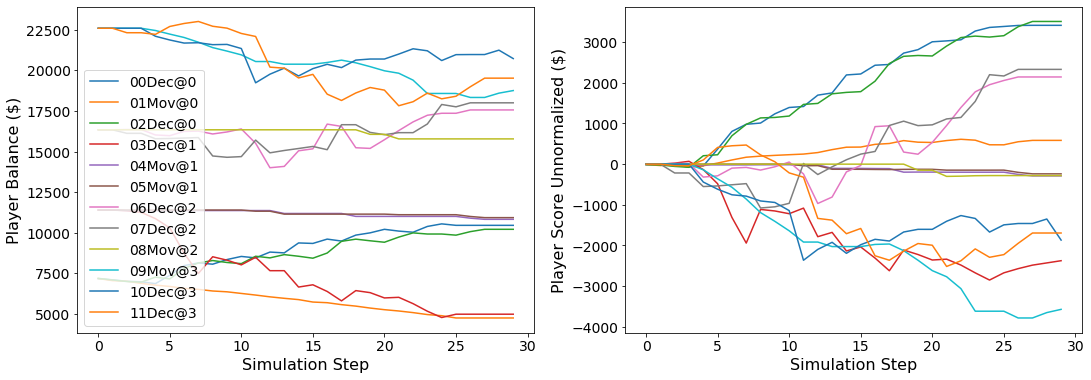 Player Balance ($)
22500
20000
17500
15000
12500
10000
7500
5000
00Dec@0
01Mov@0
02Dec@0
03Dec@1
04Mov@1
05Mov@1
06Dec@2
07Dec@2
08Mov@2
09Mov@3
10Dec@3
11Dec@3
0 5 10 15 20 25 30
Simulation Step
Player Score Unnormalized ($)
3000
2000
1000
0
−1000
−2000
−3000
−4000
0 5 10 15 20 25 30
Simulation Step